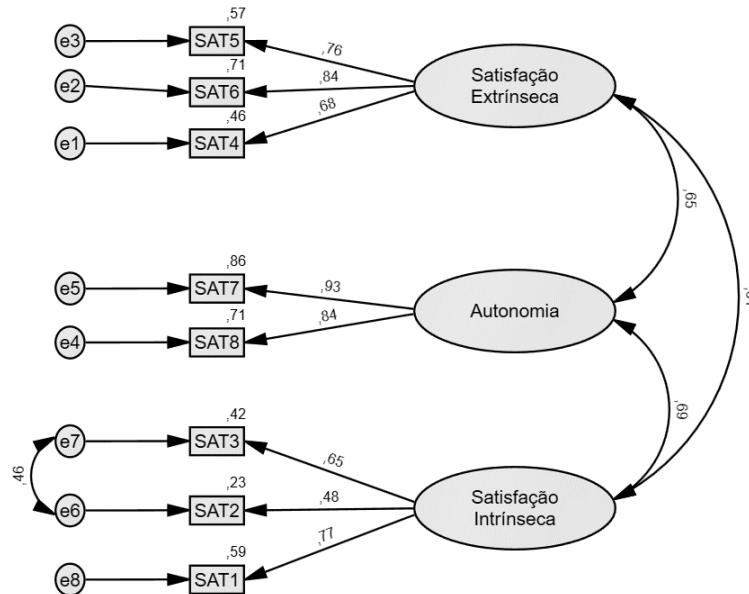 ,57
e3
SAT5
,76
,71
e2
SAT6
,84
,46
e1
SAT4
,68
Satisfação
Extrínseca
,65
,86
e5
SAT7
,93
,71
e4
SAT8
,84
Autonomia
,69
,42
e7
SAT3
,65
,46
,23
e6
SAT2
,48
,59
e8
SAT1
,77
Satisfação
Intrínseca